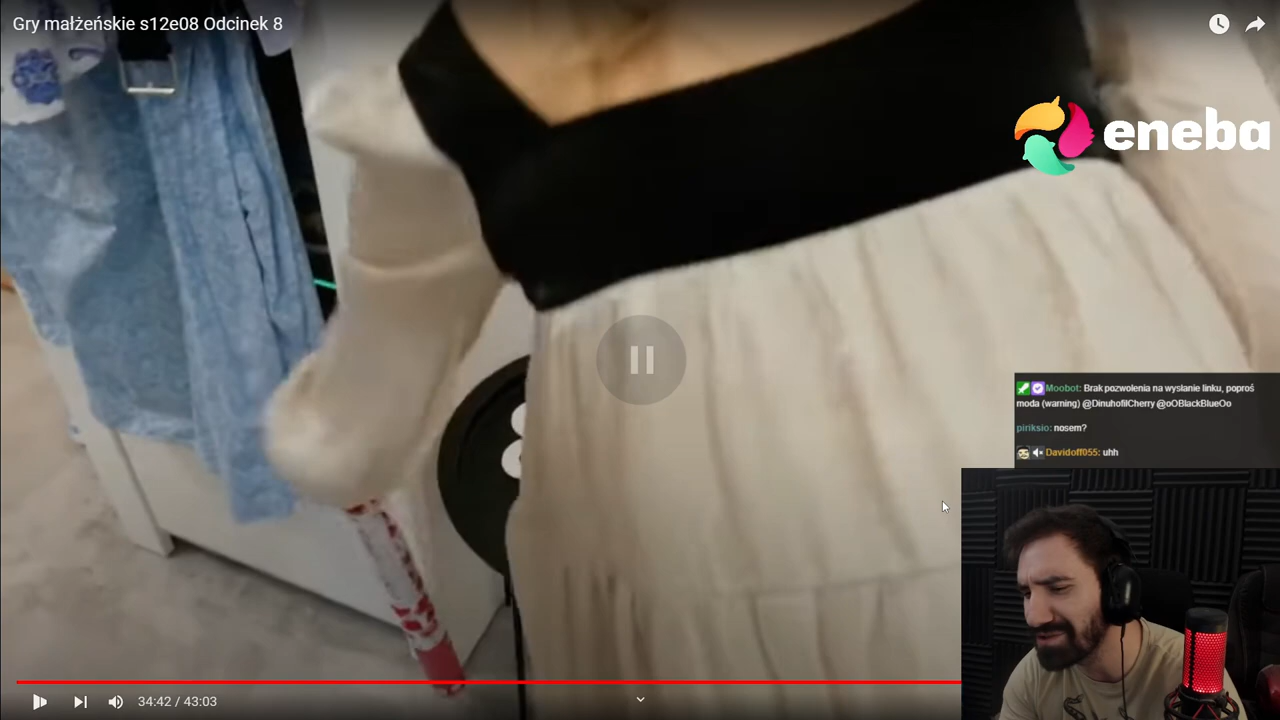 Gry małżeńskie s12e08 Odcinek 8
eneba
Moobot: Brak pozwolenia na wysłanie linku, poproś
moda (warning) @DinuhofilCherry @oOBlackBlueOo
piriksio: nosem?
Davidoff055: uhh
34:42 / 43:03